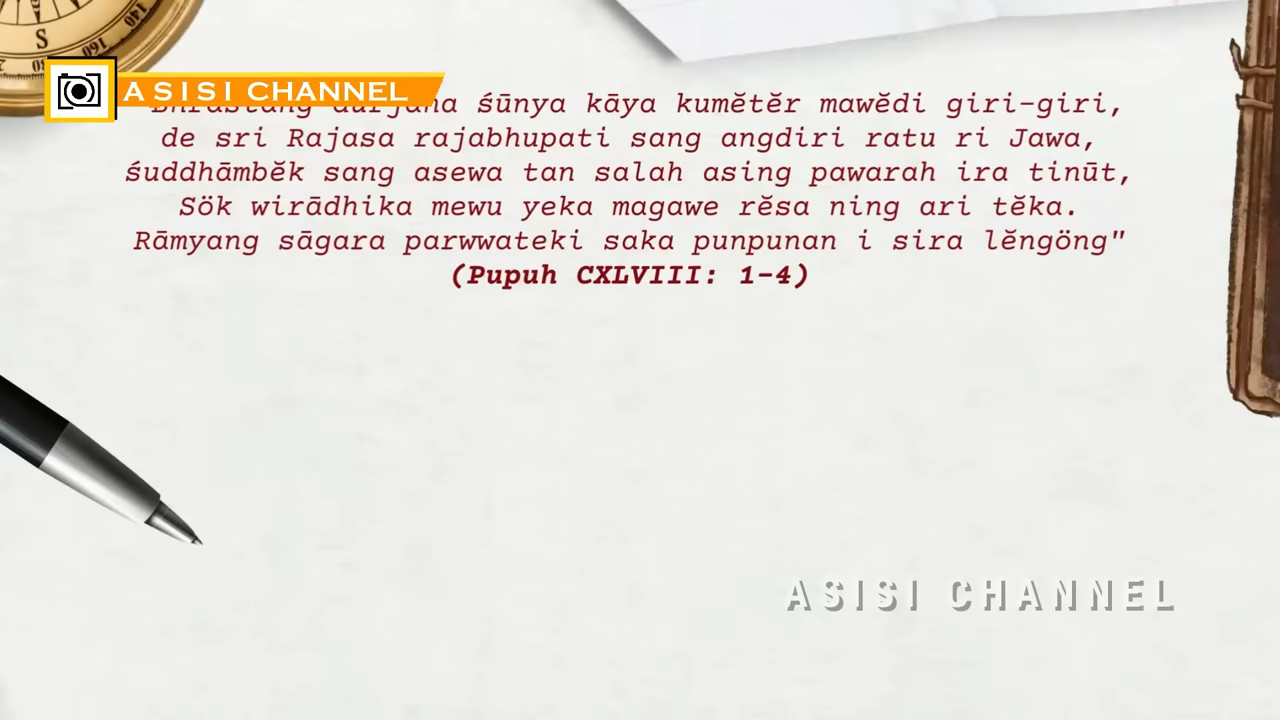 A S I S I CHANNEL
śūnya kāya kumĕtĕr mawĕdi giri-giri,
de sri Rajasa rajabhupati sang angdiri ratu ri Jawa,
śuddhāmbĕk sang asewa tan salah asing pawarah ira tinūt,
Sök wirādhika mewu yeka magawe rĕsa ning ari tĕka.
Rāmyang sāgara parwwateki saka punpunan i sira lĕngöng"
(Pupuh CXLVIII: 1-4)
ASISI CHANNEL
S
160
140